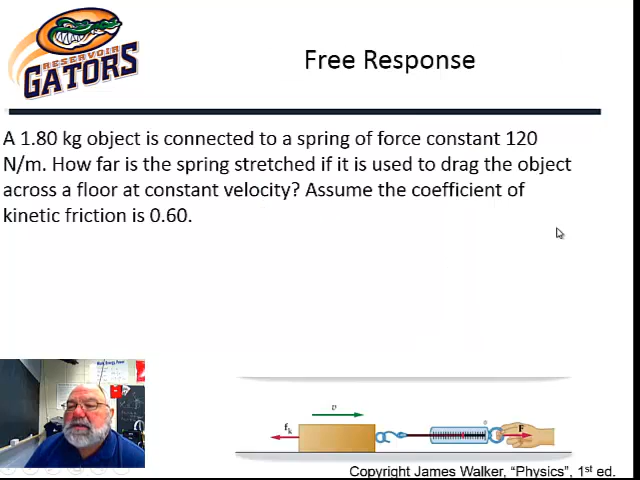 RESERVOIR
GATORS
Free Response
A 1.80 kg object is connected to a spring of force constant 120
N/m. How far is the spring stretched if it is used to drag the object
across a floor at constant velocity? Assume the coefficient of
kinetic friction is 0.60.
v
fk
F
Copyright James Walker, “Physics”, 1st ed.